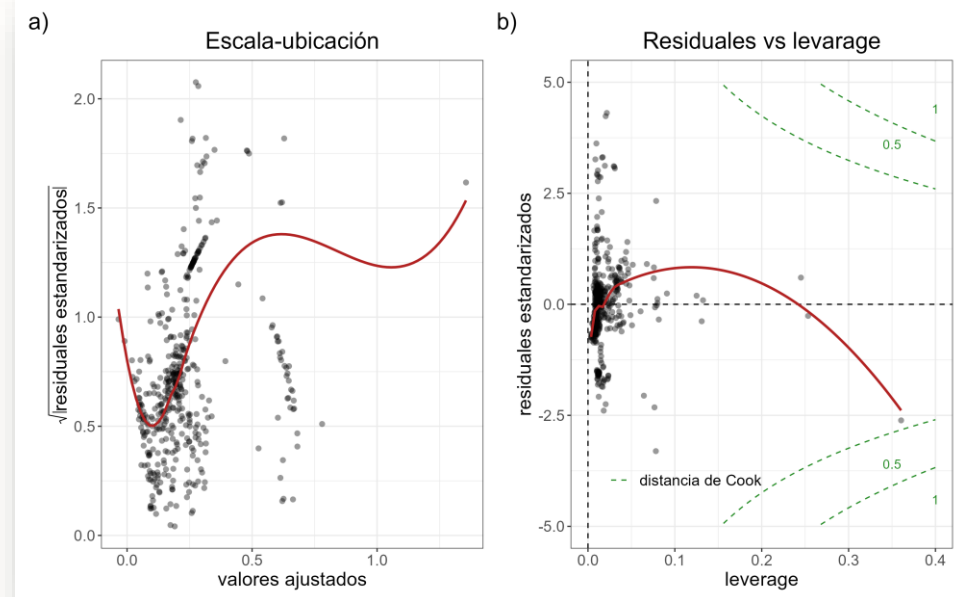 a)
Escala-ubicación
√|residuales estandarizados|
2.0
1.5
1.0
0.5
0.0
0.0
0.5
1.0
valores ajustados
b)
Residuales vs levarage
residuales estandarizados
5.0
2.5
0.0
-2.5
-5.0
1
0.5
0.5
1
distancia de Cook
0.0
0.1
0.2
0.3
0.4
leverage